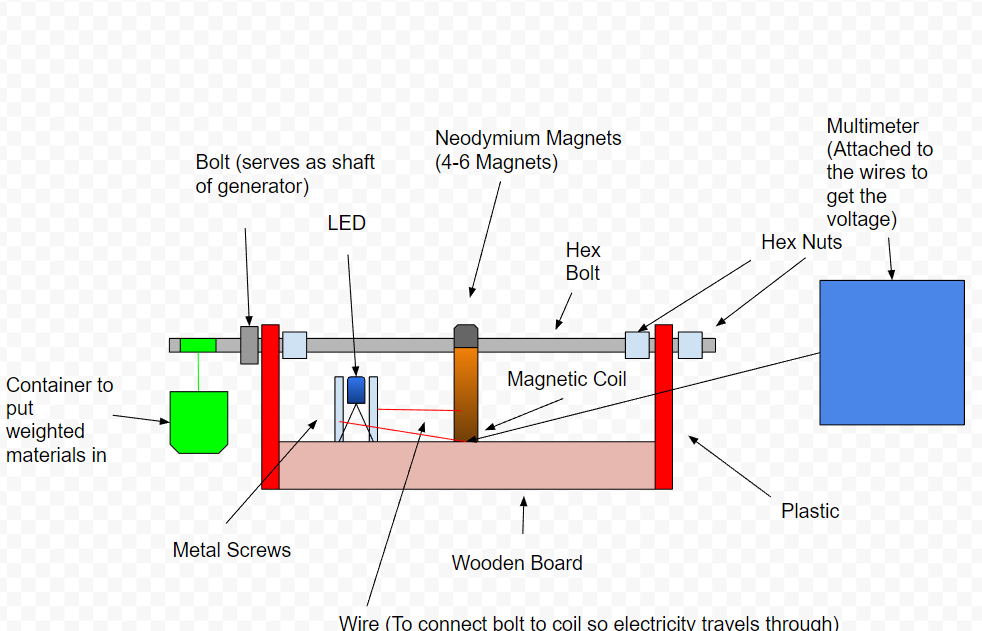 Neodymium Magnets
(4-6 Magnets)
Multimeter
(Attached to
the wires to
get the
voltage)
Bolt (serves as shaft
of generator)
LED
Hex
Bolt
Hex Nuts
Container to
put
weighted
materials in
Magnetic Coil
Metal Screws
Wooden Board
Plastic
Wire (To connect bolt to coil so electricity travels through)